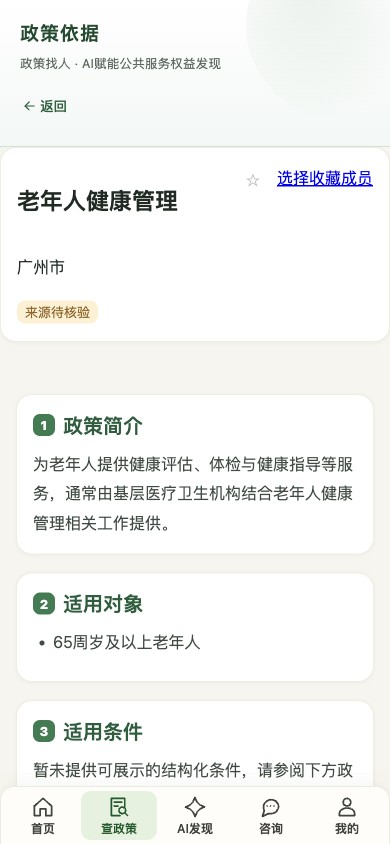 政策依据
政策找人 · AI赋能公共服务权益发现
← 返回
☆ 选择收藏成员
老年人健康管理
广州市
来源待核验
1 政策简介
为老年人提供健康评估、体检与健康指导等服
务，通常由基层医疗卫生机构结合老年人健康
管理相关工作提供。
2 适用对象
• 65周岁及以上老年人
3 适用条件
暂未提供可展示的结构化条件，请参阅下方政
首页 查政策 AI发现 咨询 我的